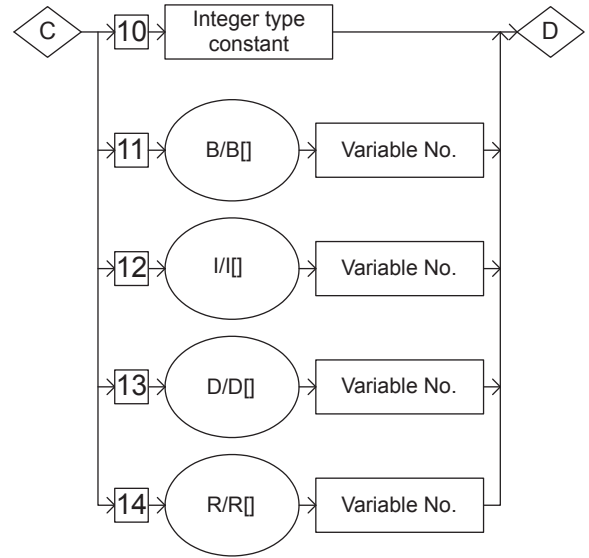 C 10 Integer type
constant D
11 B/B[] Variable No.
12 I/I[] Variable No.
13 D/D[] Variable No.
14 R/R[] Variable No.